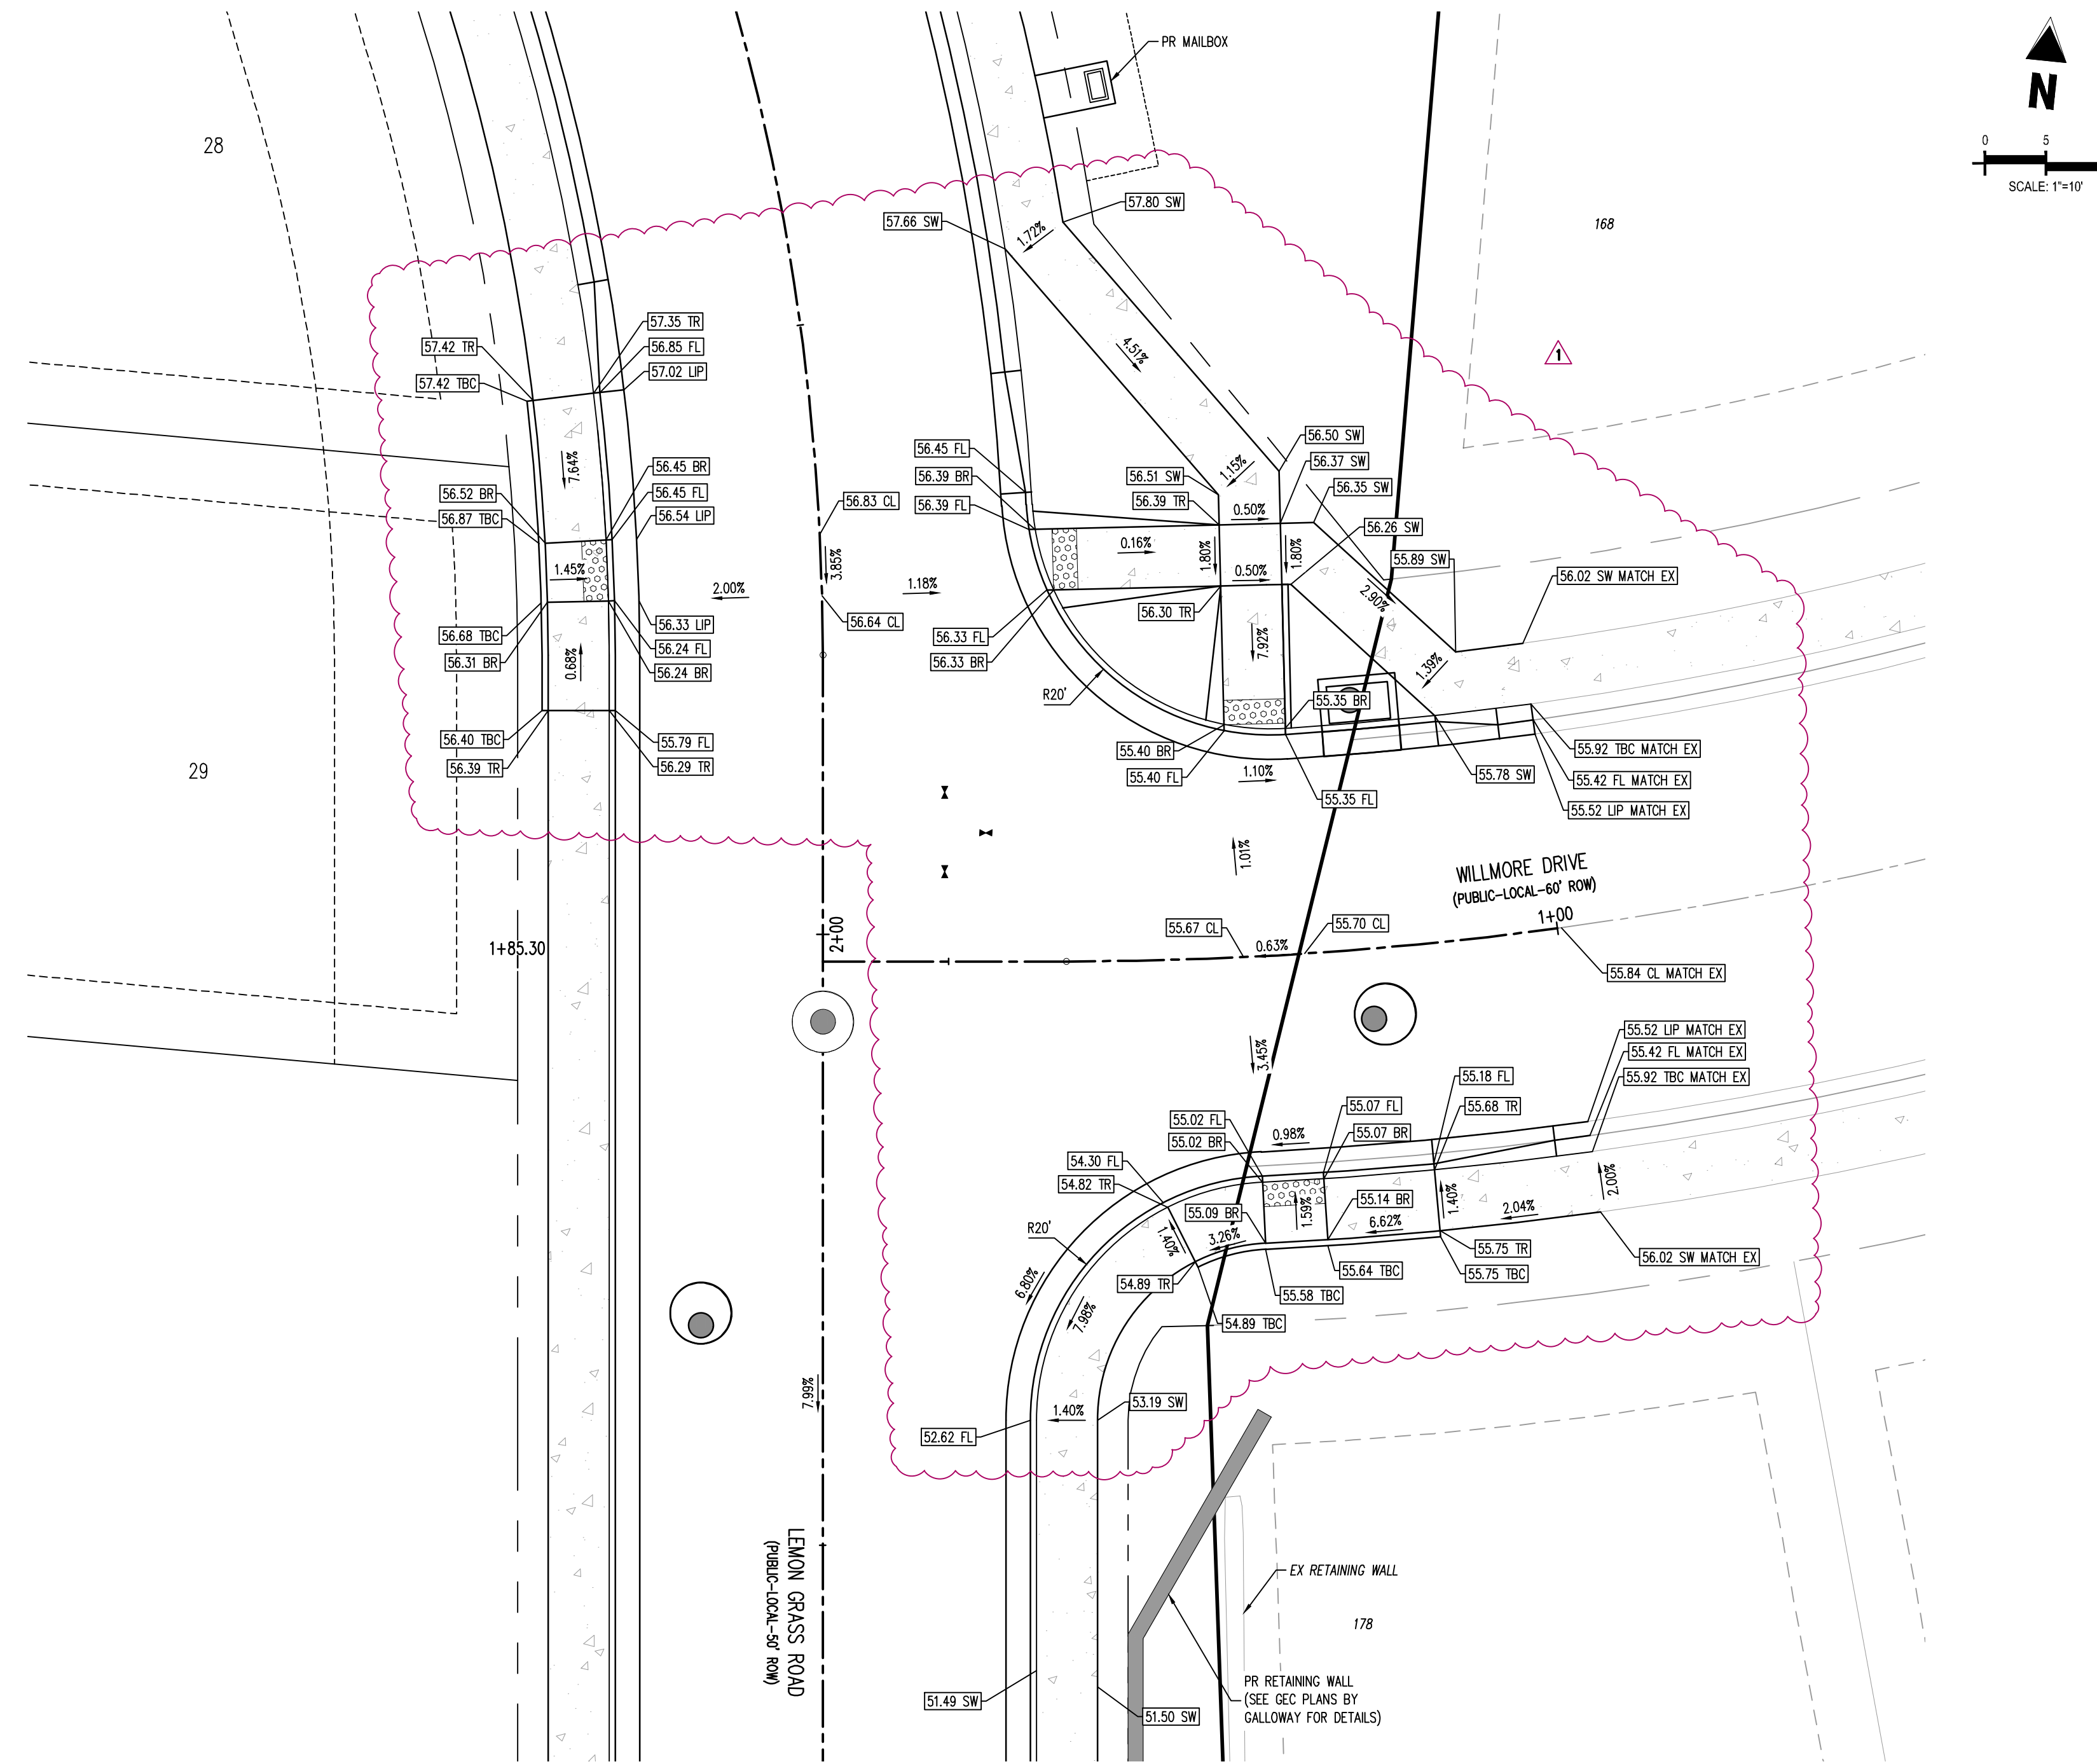 PR MAILBOX
N
0 5
SCALE: 1"=10'
28
168
57.80 SW
57.66 SW
1.72%
57.35 TR
57.42 TR
56.85 FL
57.02 LIP
57.42 TBC
4.51%
1
56.45 FL
56.50 SW
56.39 BR
56.51 SW
1.15%
56.37 SW
7.64%
56.45 BR
56.52 BR
56.45 FL
56.39 FL
56.39 TR
56.35 SW
56.87 TBC
56.54 LIP
56.83 CL
0.50%
56.26 SW
0.16%
1.80%
1.80%
55.89 SW
1.45%
3.85%
0.50%
56.02 SW MATCH EX
2.00%
1.18%
2.90%
56.68 TBC
56.33 LIP
56.64 CL
56.30 TR
56.31 BR
56.24 FL
56.33 FL
0.68%
56.24 BR
56.33 BR
7.92%
1.39%
R20'
55.35 BR
56.40 TBC
55.79 FL
55.40 BR
55.92 TBC MATCH EX
56.39 TR
56.29 TR
55.40 FL
1.10%
55.78 SW
55.42 FL MATCH EX
29
55.35 FL
55.52 LIP MATCH EX
1.01%
WILLMORE DRIVE
(PUBLIC-LOCAL-60' ROW)
1+00
55.67 CL
55.70 CL
2+00
1+85.30
0.63%
55.84 CL MATCH EX
55.52 LIP MATCH EX
3.45%
55.42 FL MATCH EX
55.18 FL
55.92 TBC MATCH EX
55.02 FL
55.07 FL
55.68 TR
55.02 BR
0.98%
55.07 BR
54.30 FL
54.82 TR
2.00%
55.14 BR
1.40%
55.09 BR
1.59%
2.04%
R20'
1.40%
3.26%
6.62%
55.75 TR
56.02 SW MATCH EX
54.89 TR
55.64 TBC
55.75 TBC
6.80%
55.58 TBC
7.98%
54.89 TBC
7.99%
1.40%
53.19 SW
52.62 FL
LEMON GRASS ROAD
(PUBLIC-LOCAL-50' ROW)
EX RETAINING WALL
178
PR RETAINING WALL
(SEE GEC PLANS BY
GALLOWAY FOR DETAILS)
51.49 SW
51.50 SW